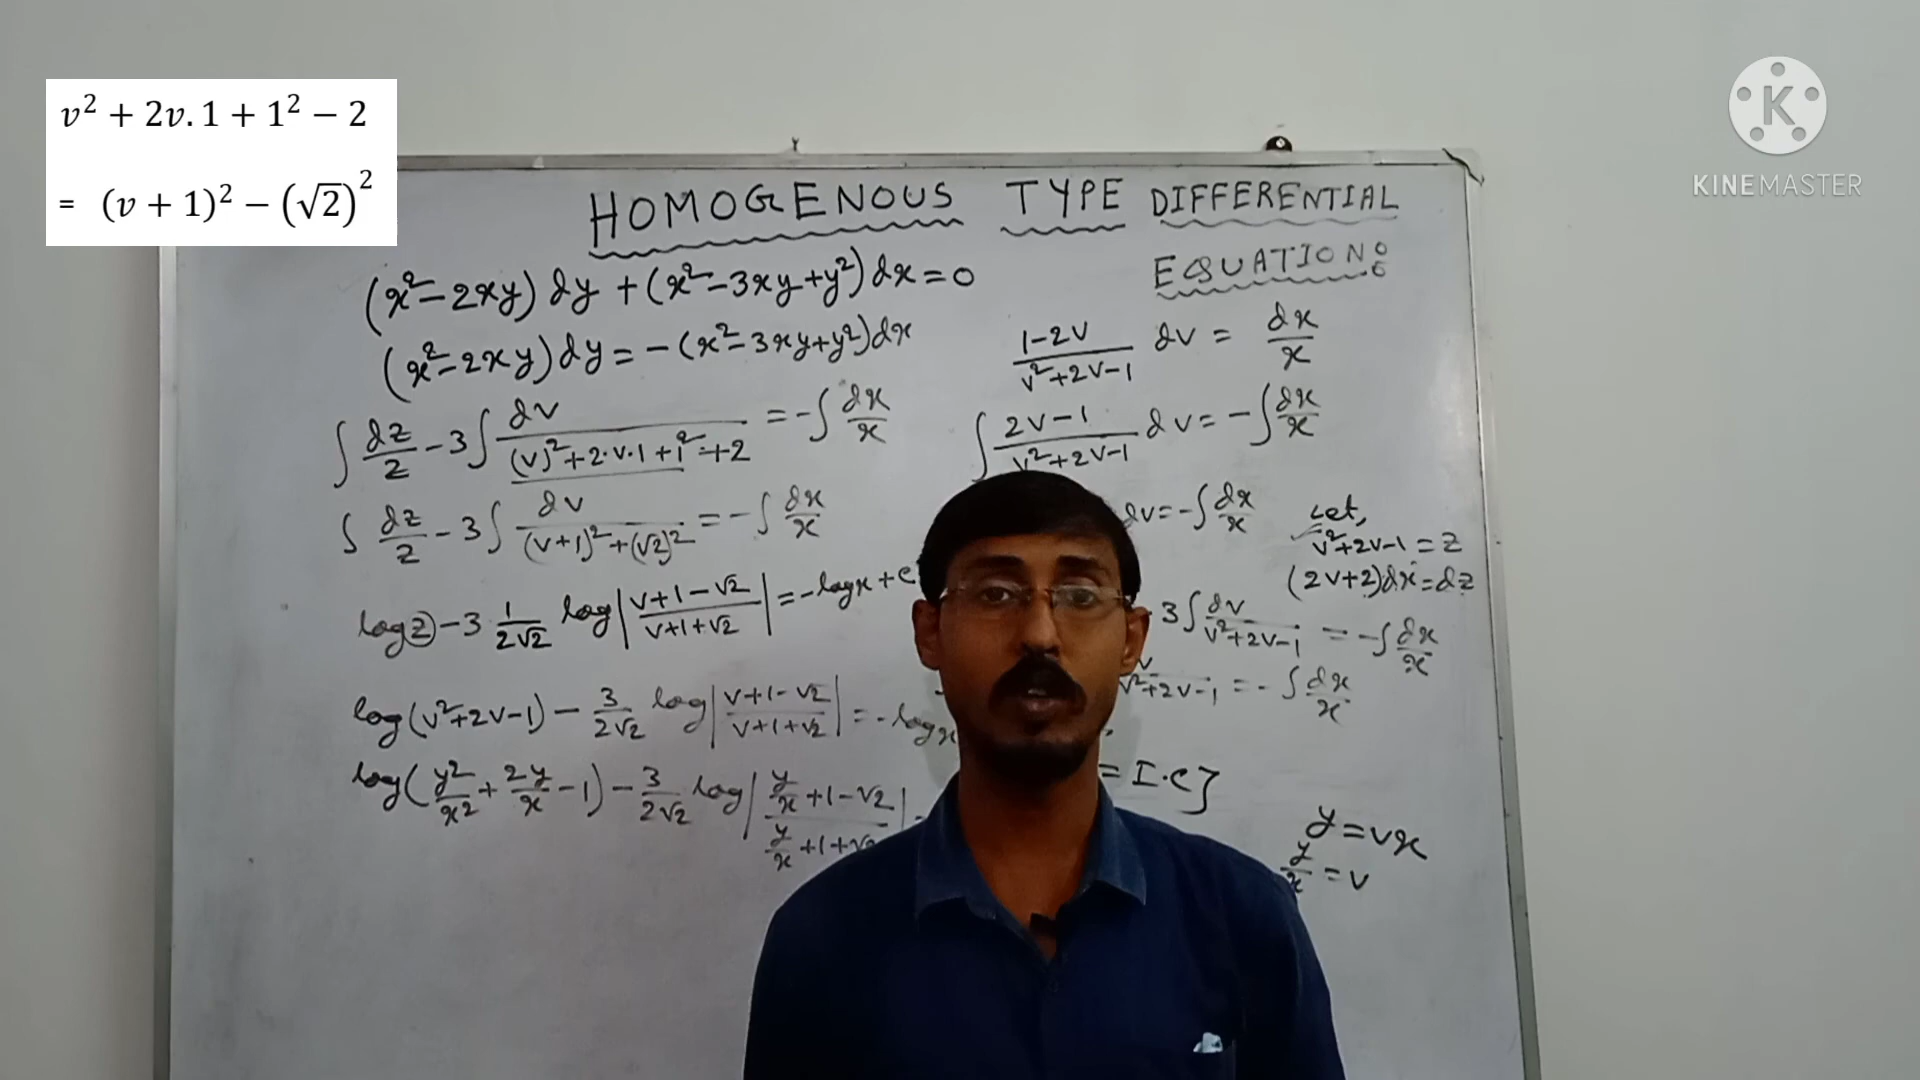 v² + 2v.1 + 1² − 2
= (v + 1)² − (√2)²
KINEMASTER
HOMOGENOUS TYPE DIFFERENTIAL
EQUATION:
(x²-2xy) dy + (x²-3xy+y²) dx = 0
(x²-2xy) dy = -(x²-3xy+y²) dx
∫ dz/z - 3∫ dv/((v)²+2·v·1+1²+2) = -∫ dx/x
∫ dz/z - 3∫ dv/((v+1)²+(√2)²) = -∫ dx/x
log z - 3 1/2√2 log |(v+1-√2)/(v+1+√2)| = -log x + c
log(v²+2v-1) - 3/2√2 log |(v+1-√2)/(v+1+√2)| = -log x
log(y²/x² + 2y/x - 1) - 3/2√2 log |(y/x +1-√2)/(y/x +1+√2)|
(1-2v)/(v²+2v-1) dv = dx/x
∫ (2v-1)/(v²+2v-1) dv = -∫ dx/x
dv = -∫ dx/x
Let,
v²+2v-1 = z
(2v+2) dx = dz
3∫ dv/(v²+2v-1) = -∫ dx/x
v²+2v-1 = -∫ dx/x
= I.C]
y = vx
y/x = v